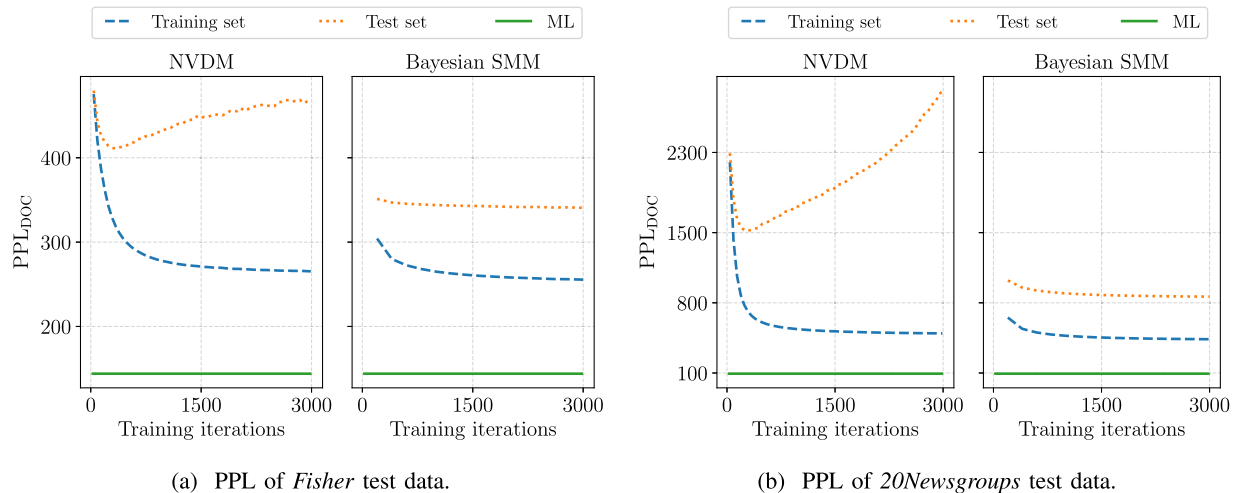 Training set Test set ML
NVDM Bayesian SMM
400
300
200
PPL_DOC
0 1500 3000 0 1500 3000
Training iterations Training iterations
(a) PPL of Fisher test data.
Training set Test set ML
NVDM Bayesian SMM
2300
1500
800
100
PPL_DOC
0 1500 3000 0 1500 3000
Training iterations Training iterations
(b) PPL of 20Newsgroups test data.